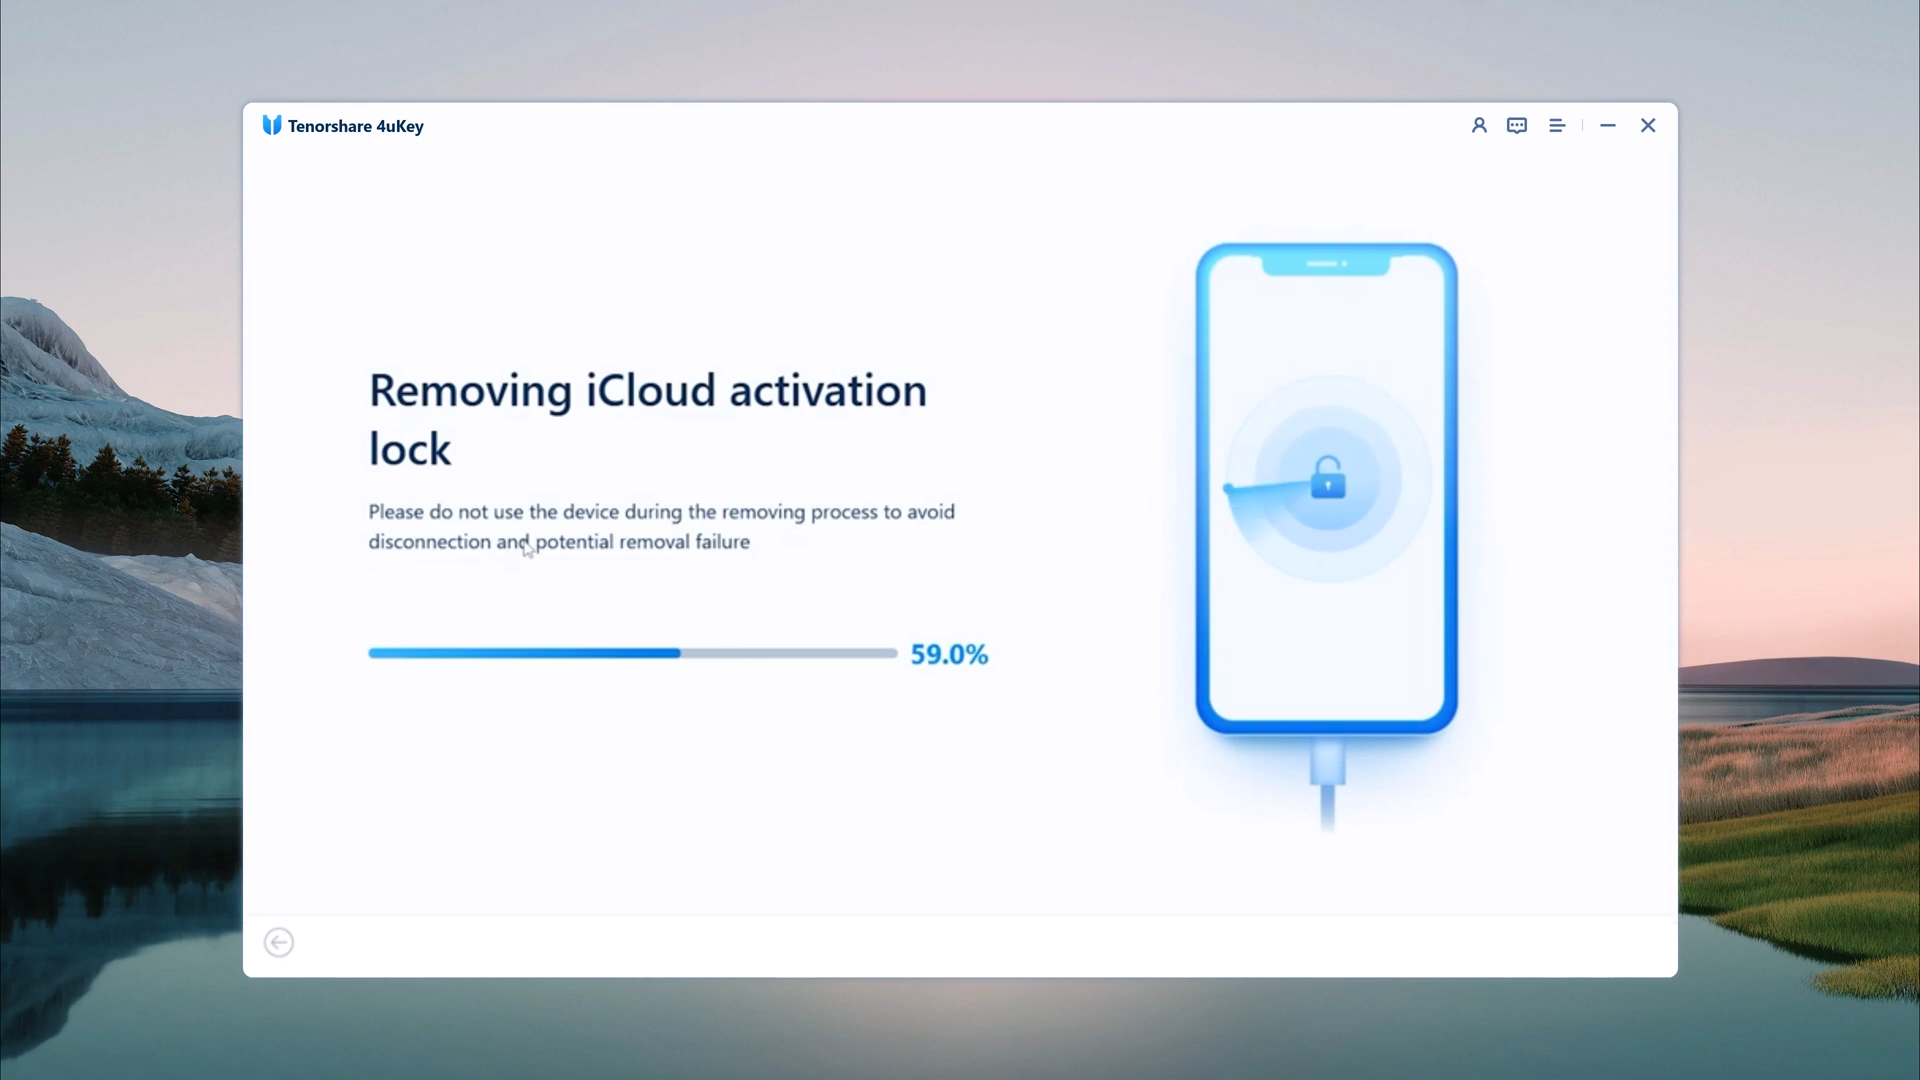 Tenorshare 4uKey
Removing iCloud activation
lock
Please do not use the device during the removing process to avoid
disconnection and potential removal failure
59.0%